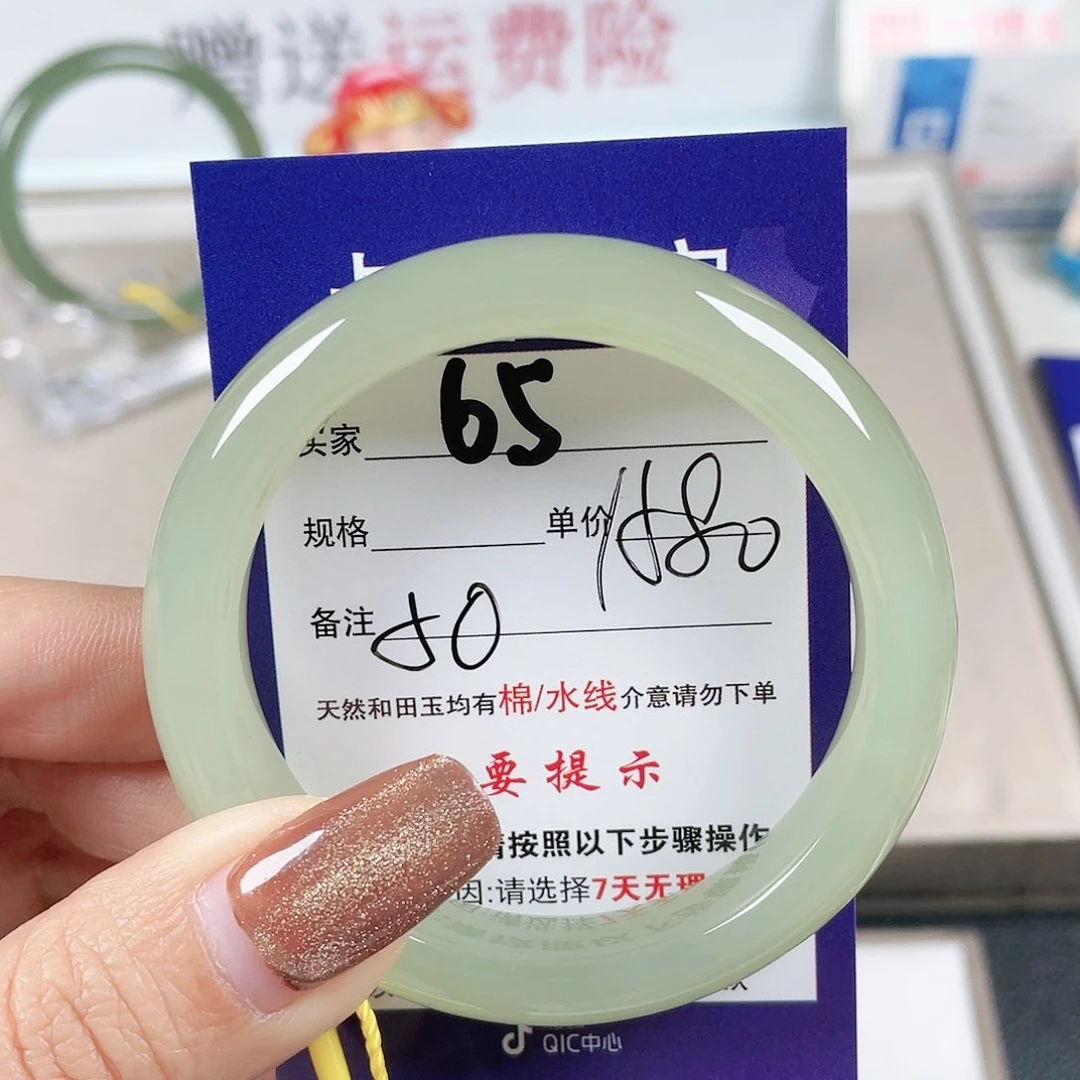 赠送运费险
买家 65
规格 单价 1580
备注 50
天然和田玉均有棉/水线介意请勿下单
要提示
请按照以下步骤操作
因:请选择7天无理
QIC中心